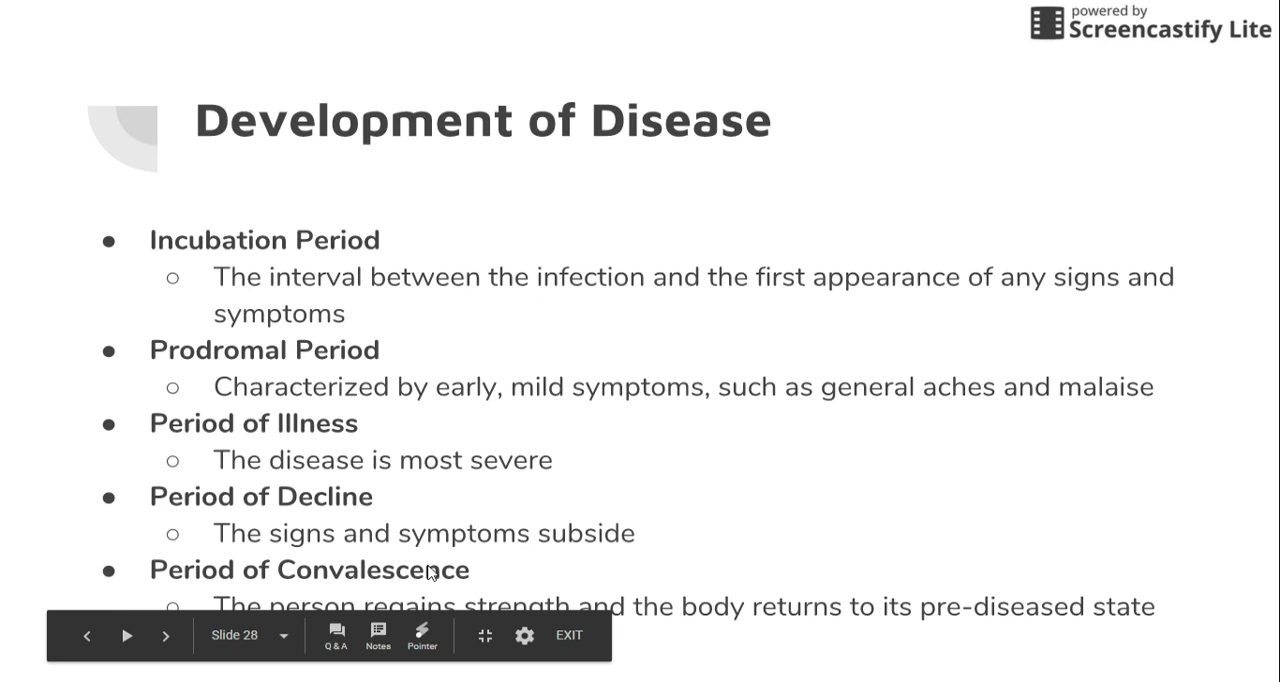 powered by
Screencastify Lite
Development of Disease
● Incubation Period
○ The interval between the infection and the first appearance of any signs and
symptoms
● Prodromal Period
○ Characterized by early, mild symptoms, such as general aches and malaise
● Period of Illness
○ The disease is most severe
● Period of Decline
○ The signs and symptoms subside
● Period of Convalescence
○ The person regains strength and the body returns to its pre-diseased state
Slide 28
Q & A
Notes
Pointer
EXIT